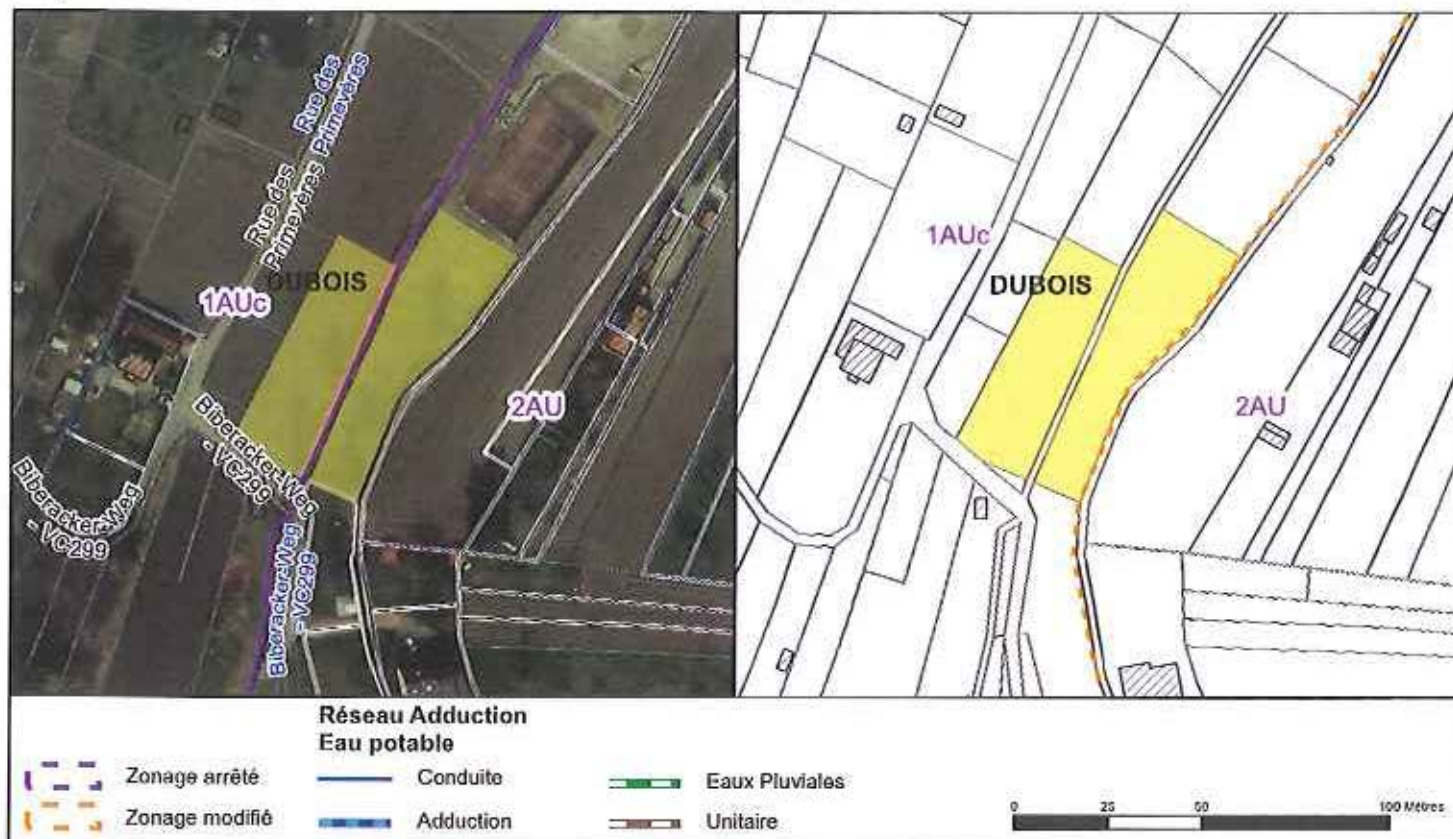 Rue des
Primevères
Rue des
Primevères
DUBOIS
1AUc
2AU
Biberacker-Weg
- VC299
Biberacker-Weg
- VC299
Biberacker-Weg
- VC299
1AUc
DUBOIS
2AU
Réseau Adduction
Eau potable
Zonage arrêté
Conduite
Eaux Pluviales
Zonage modifié
Adduction
Unitaire
0 25 50 100 Mètres